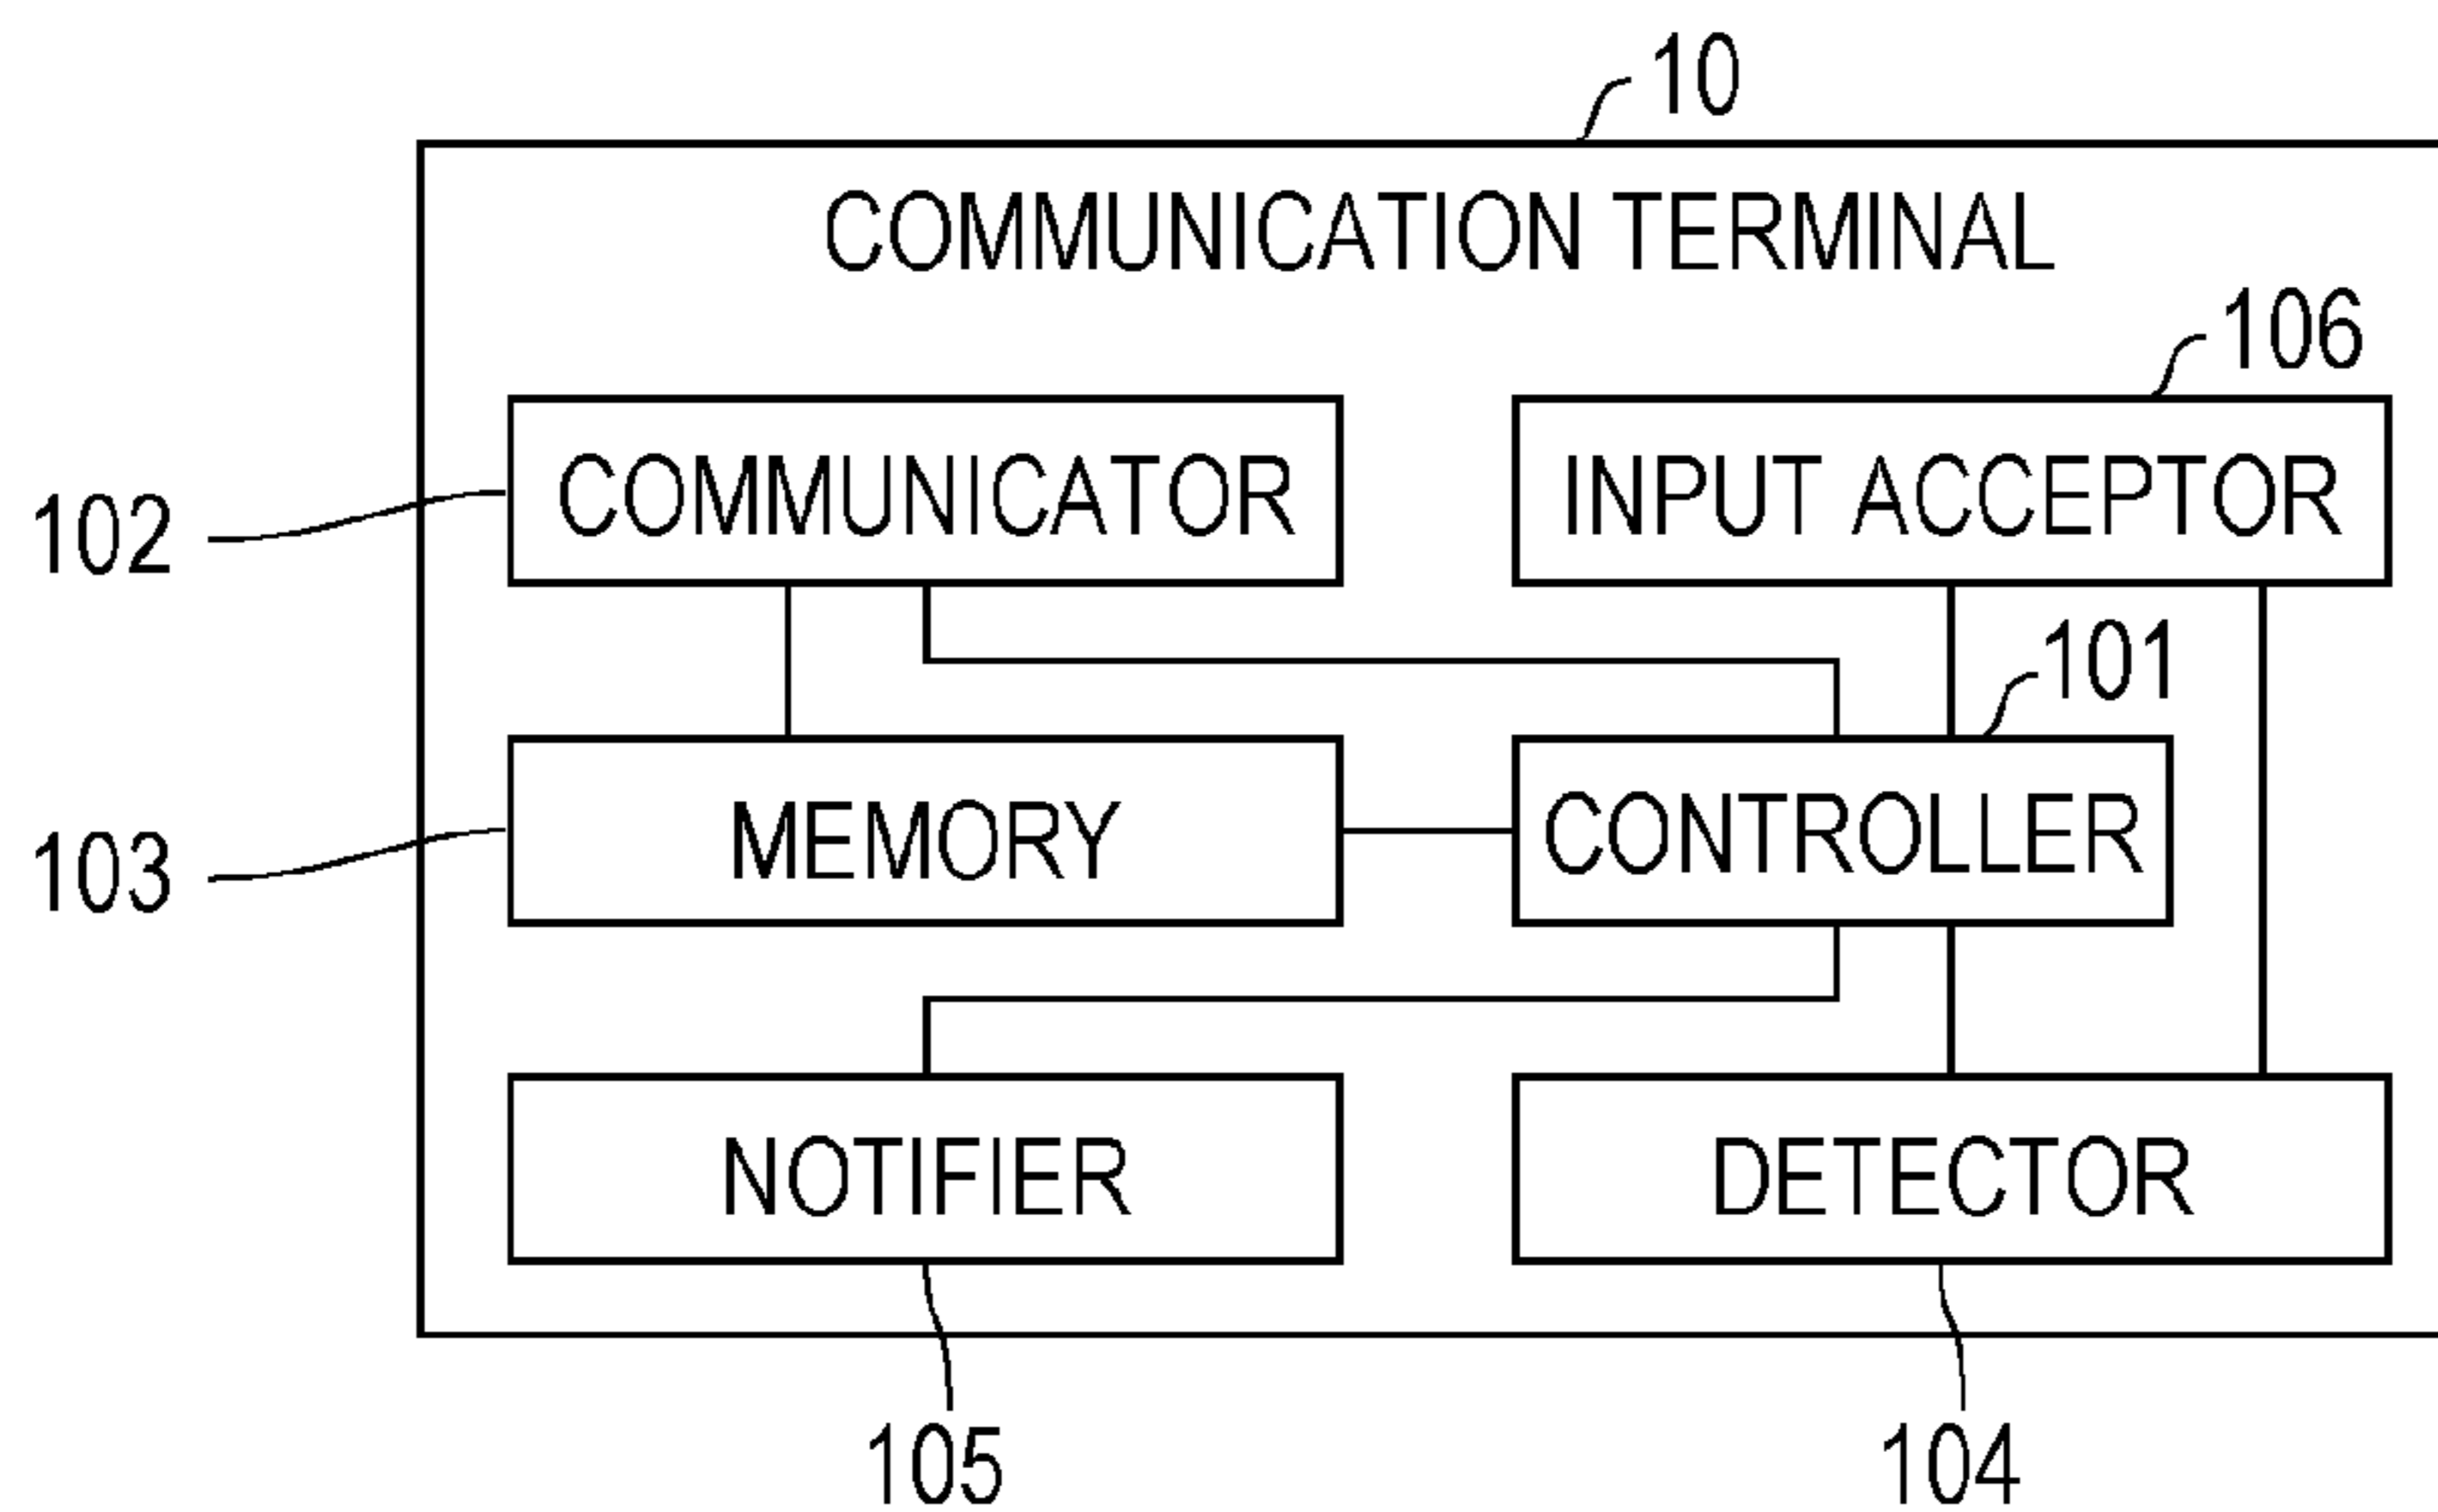 10
COMMUNICATION TERMINAL
106
COMMUNICATOR
INPUT ACCEPTOR
102
101
MEMORY
CONTROLLER
103
NOTIFIER
DETECTOR
105
104